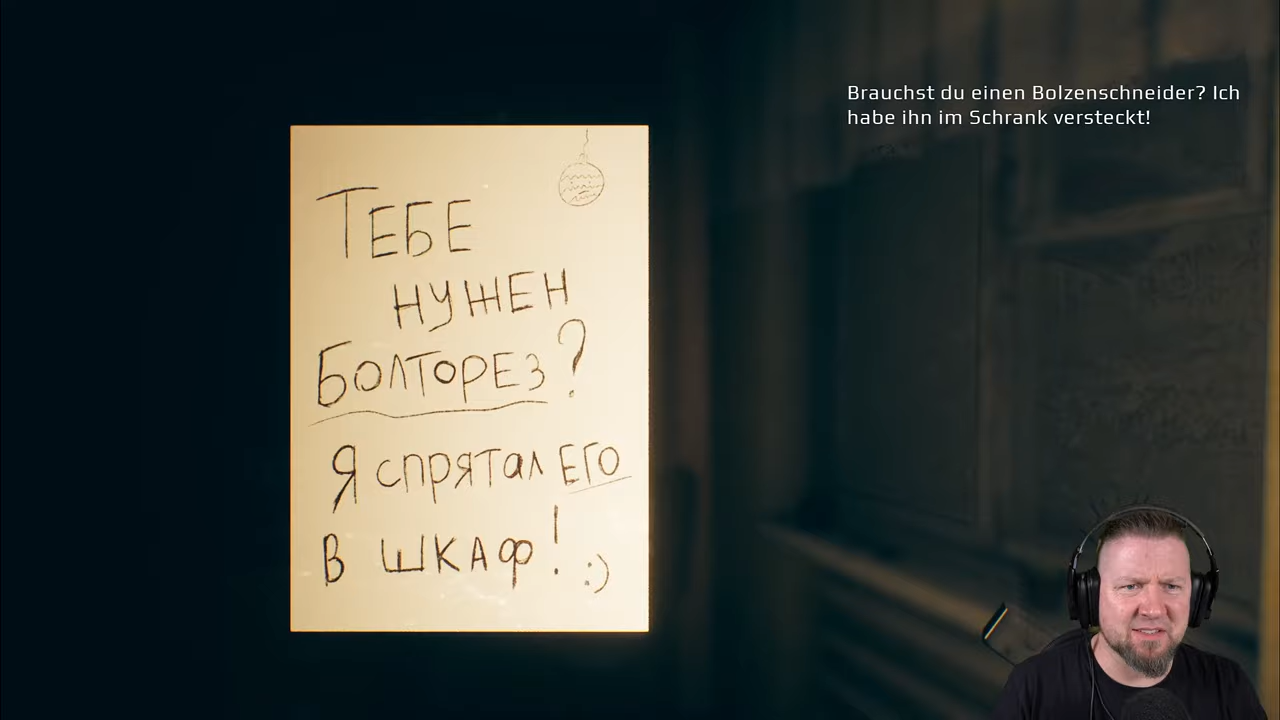 Brauchst du einen Bolzenschneider? Ich
habe ihn im Schrank versteckt!
ТЕБЕ
НУЖЕН
БОЛТОРЕЗ?
Я СПРЯТАЛ ЕГО
В ШКАФ! :)